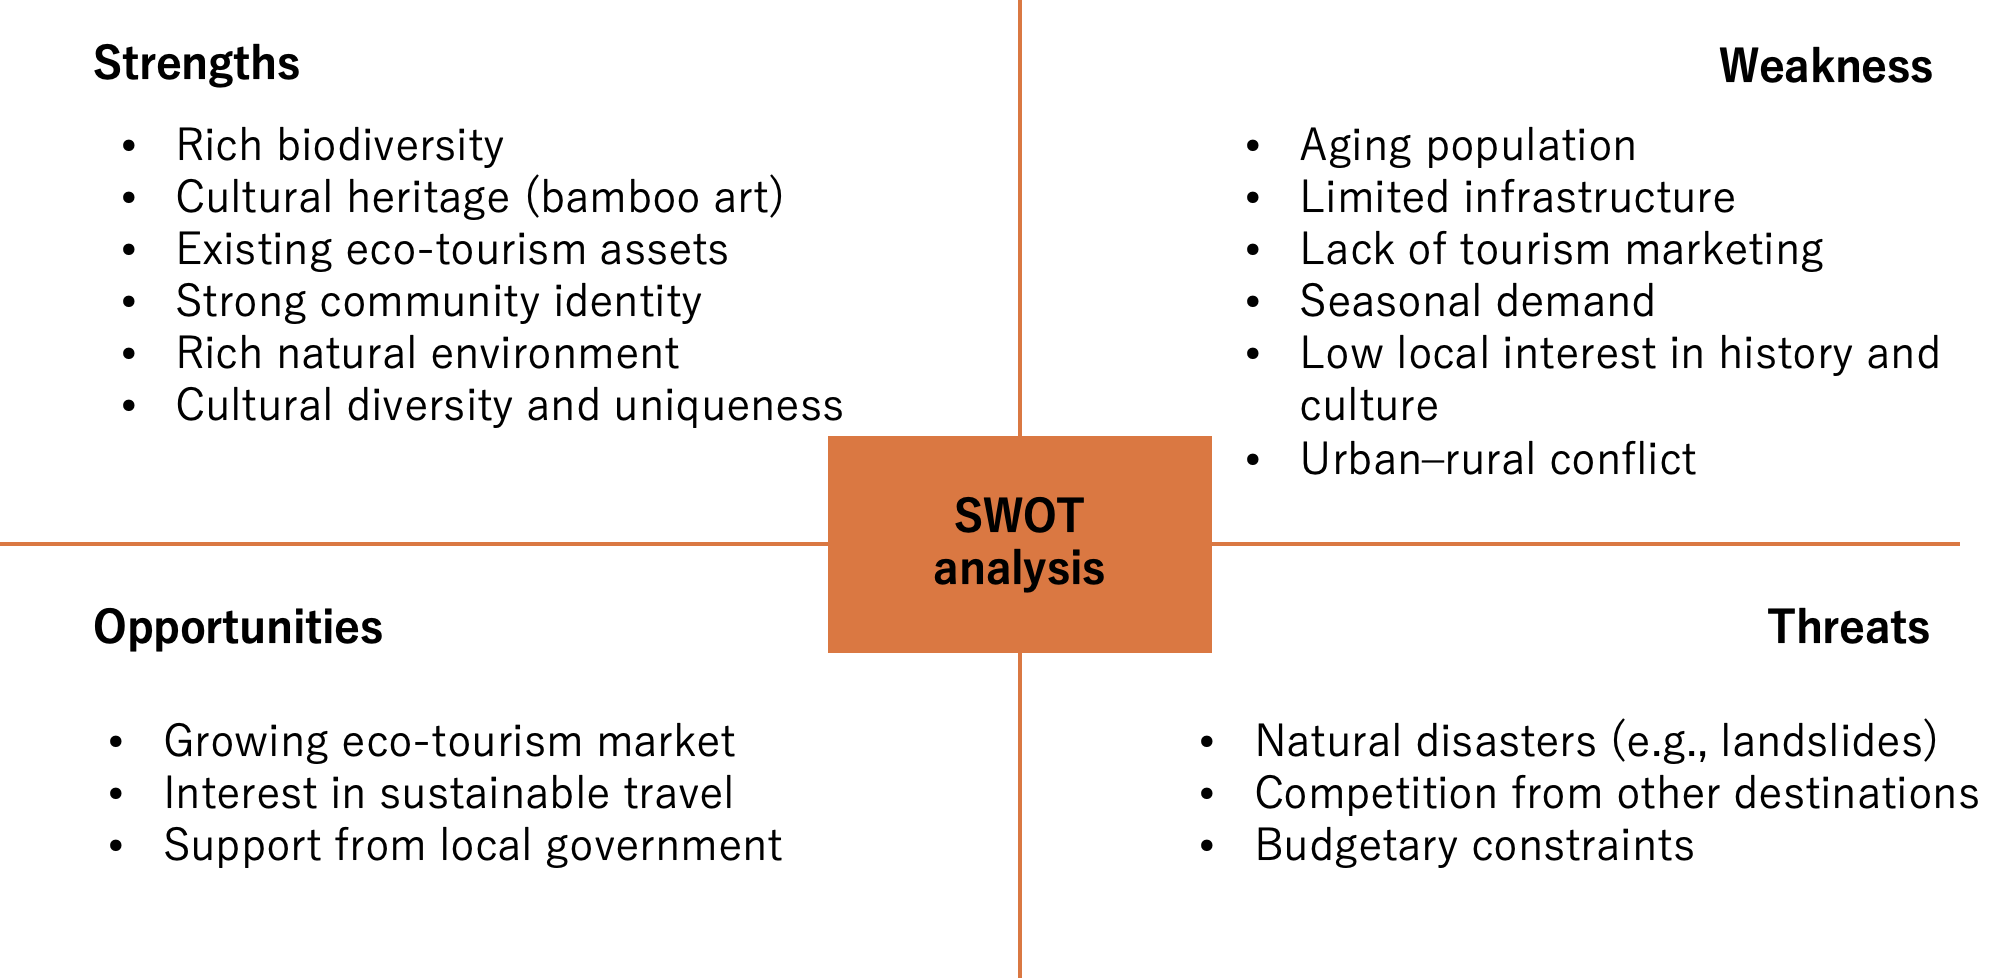 Strengths
• Rich biodiversity
• Cultural heritage (bamboo art)
• Existing eco-tourism assets
• Strong community identity
• Rich natural environment
• Cultural diversity and uniqueness
Weakness
• Aging population
• Limited infrastructure
• Lack of tourism marketing
• Seasonal demand
• Low local interest in history and
culture
• Urban–rural conflict
SWOT
analysis
Opportunities
• Growing eco-tourism market
• Interest in sustainable travel
• Support from local government
Threats
• Natural disasters (e.g., landslides)
• Competition from other destinations
• Budgetary constraints